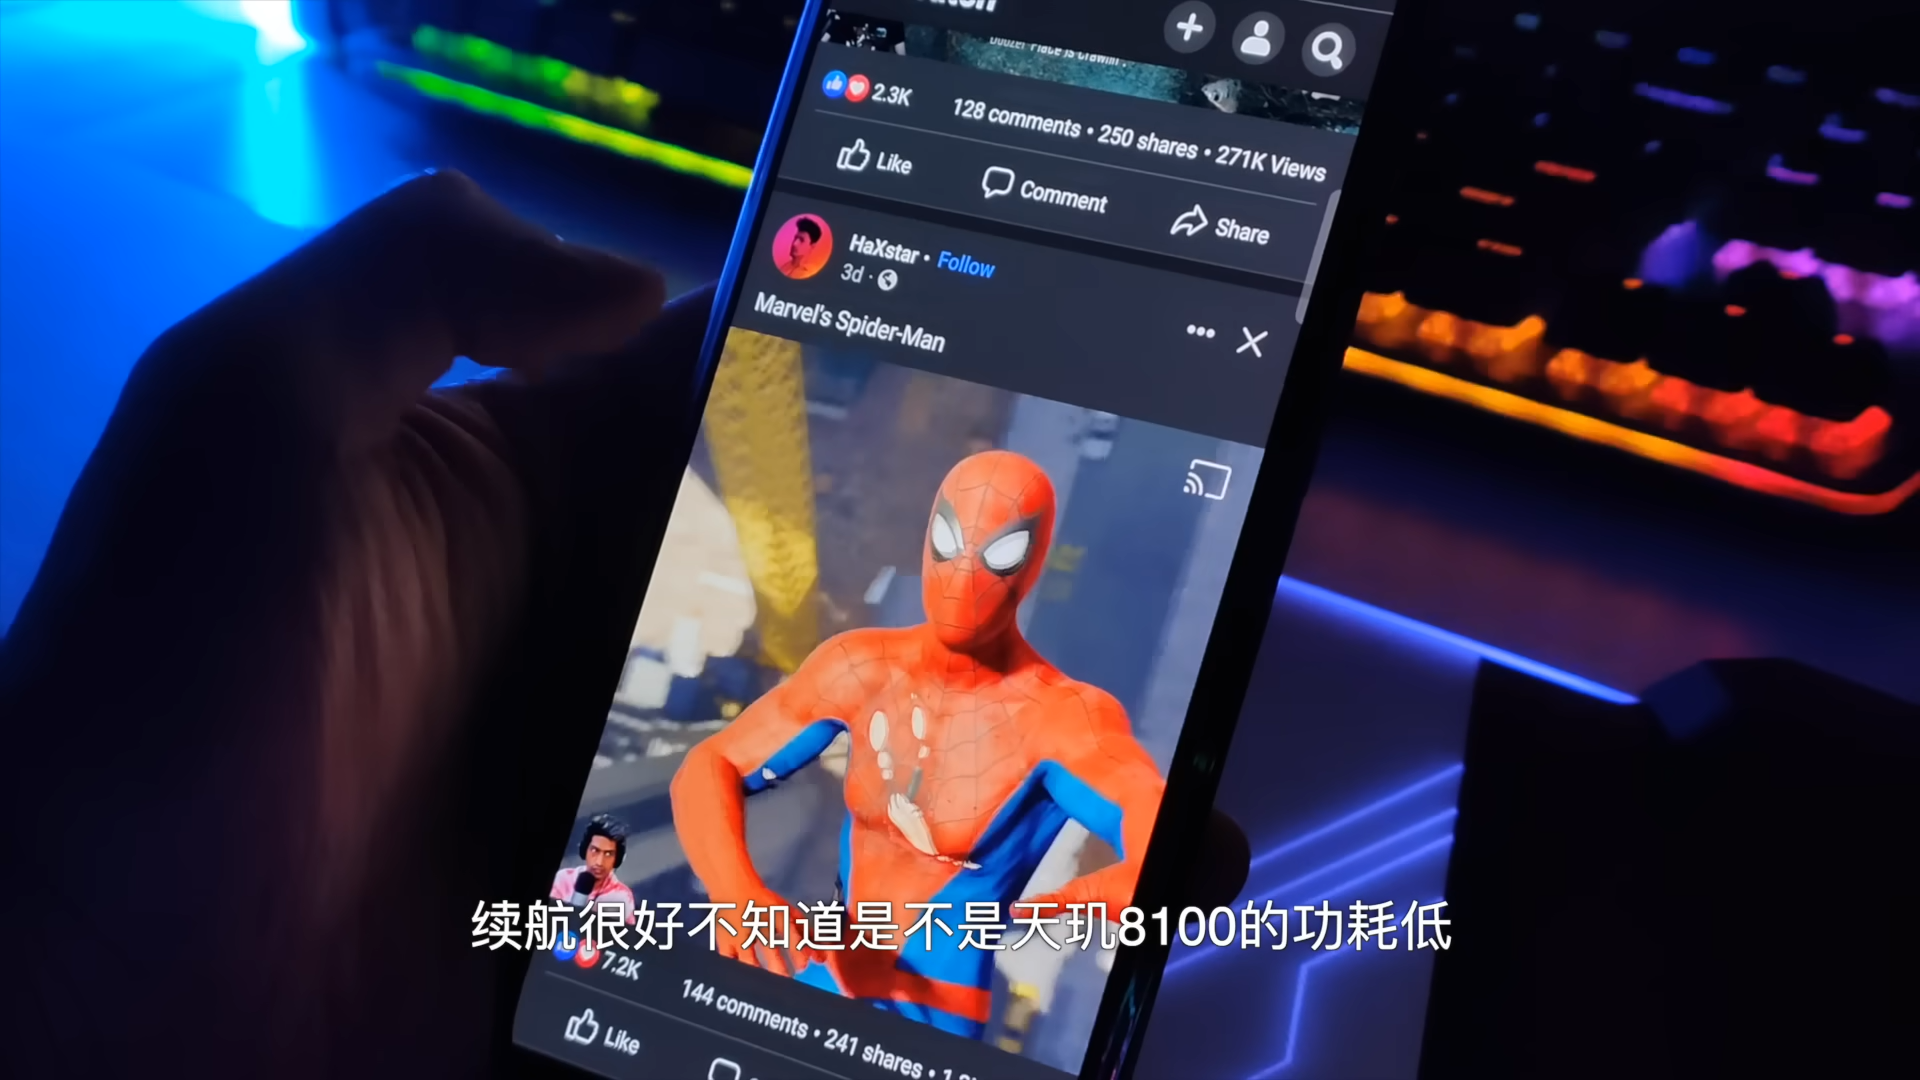 2.3K
128 comments • 250 shares • 271K Views
Like
Comment
Share
HaXstar • Follow
3d ·
Marvel's Spider-Man
续航很好不知道是不是天玑8100的功耗低
7.2K
144 comments • 241 shares •
Like